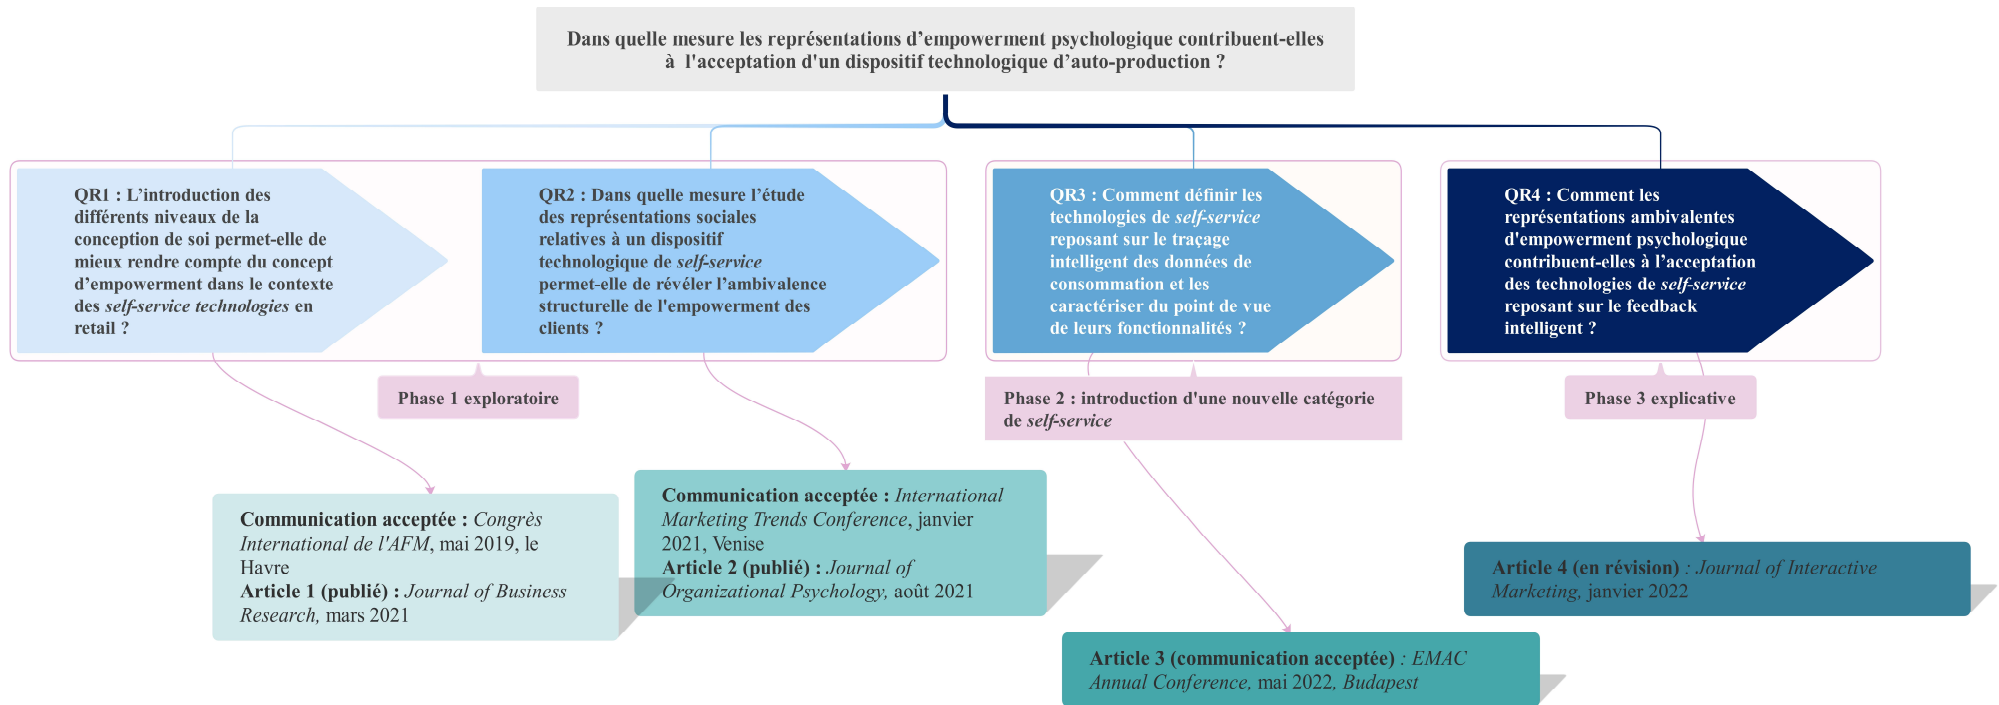 Dans quelle mesure les représentations d’empowerment psychologique contribuent-elles
à l'acceptation d'un dispositif technologique d’auto-production ?
QR1 : L’introduction des
différents niveaux de la
conception de soi permet-elle de
mieux rendre compte du concept
d’empowerment dans le contexte
des self-service technologies en
retail ?
QR2 : Dans quelle mesure l’étude
des représentations sociales
relatives à un dispositif
technologique de self-service
permet-elle de révéler l’ambivalence
structurelle de l'empowerment des
clients ?
QR3 : Comment définir les
technologies de self-service
reposant sur le traçage
intelligent des données de
consommation et les
caractériser du point de vue
de leurs fonctionnalités ?
QR4 : Comment les
représentations ambivalentes
d'empowerment psychologique
contribuent-elles à l’acceptation
des technologies de self-service
reposant sur le feedback
intelligent ?
Phase 1 exploratoire
Phase 2 : introduction d'une nouvelle catégorie
de self-service
Phase 3 explicative
Communication acceptée : Congrès
International de l'AFM, mai 2019, le
Havre
Article 1 (publié) : Journal of Business
Research, mars 2021
Communication acceptée : International
Marketing Trends Conference, janvier
2021, Venise
Article 2 (publié) : Journal of
Organizational Psychology, août 2021
Article 3 (communication acceptée) : EMAC
Annual Conference, mai 2022, Budapest
Article 4 (en révision) : Journal of Interactive
Marketing, janvier 2022